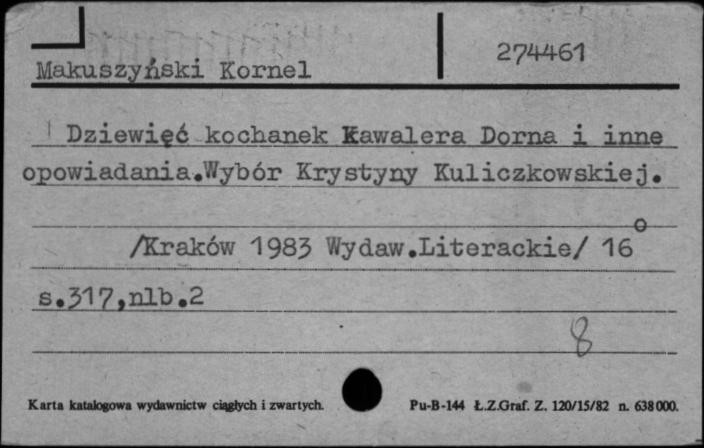 274461
Makuszyński Kornel
Dziewięć kochanek Kawalera Dorna i inne
opowiadania.Wybór Krystyny Kuliczkowskiej.
/Kraków 1983 Wydaw.Literackie/ 16°
s.317,nlb.2
8
Karta katalogowa wydawnictw ciągłych i zwartych. Pu-B-144 Ł.Z.Graf. Z. 120/15/82 n. 638000.